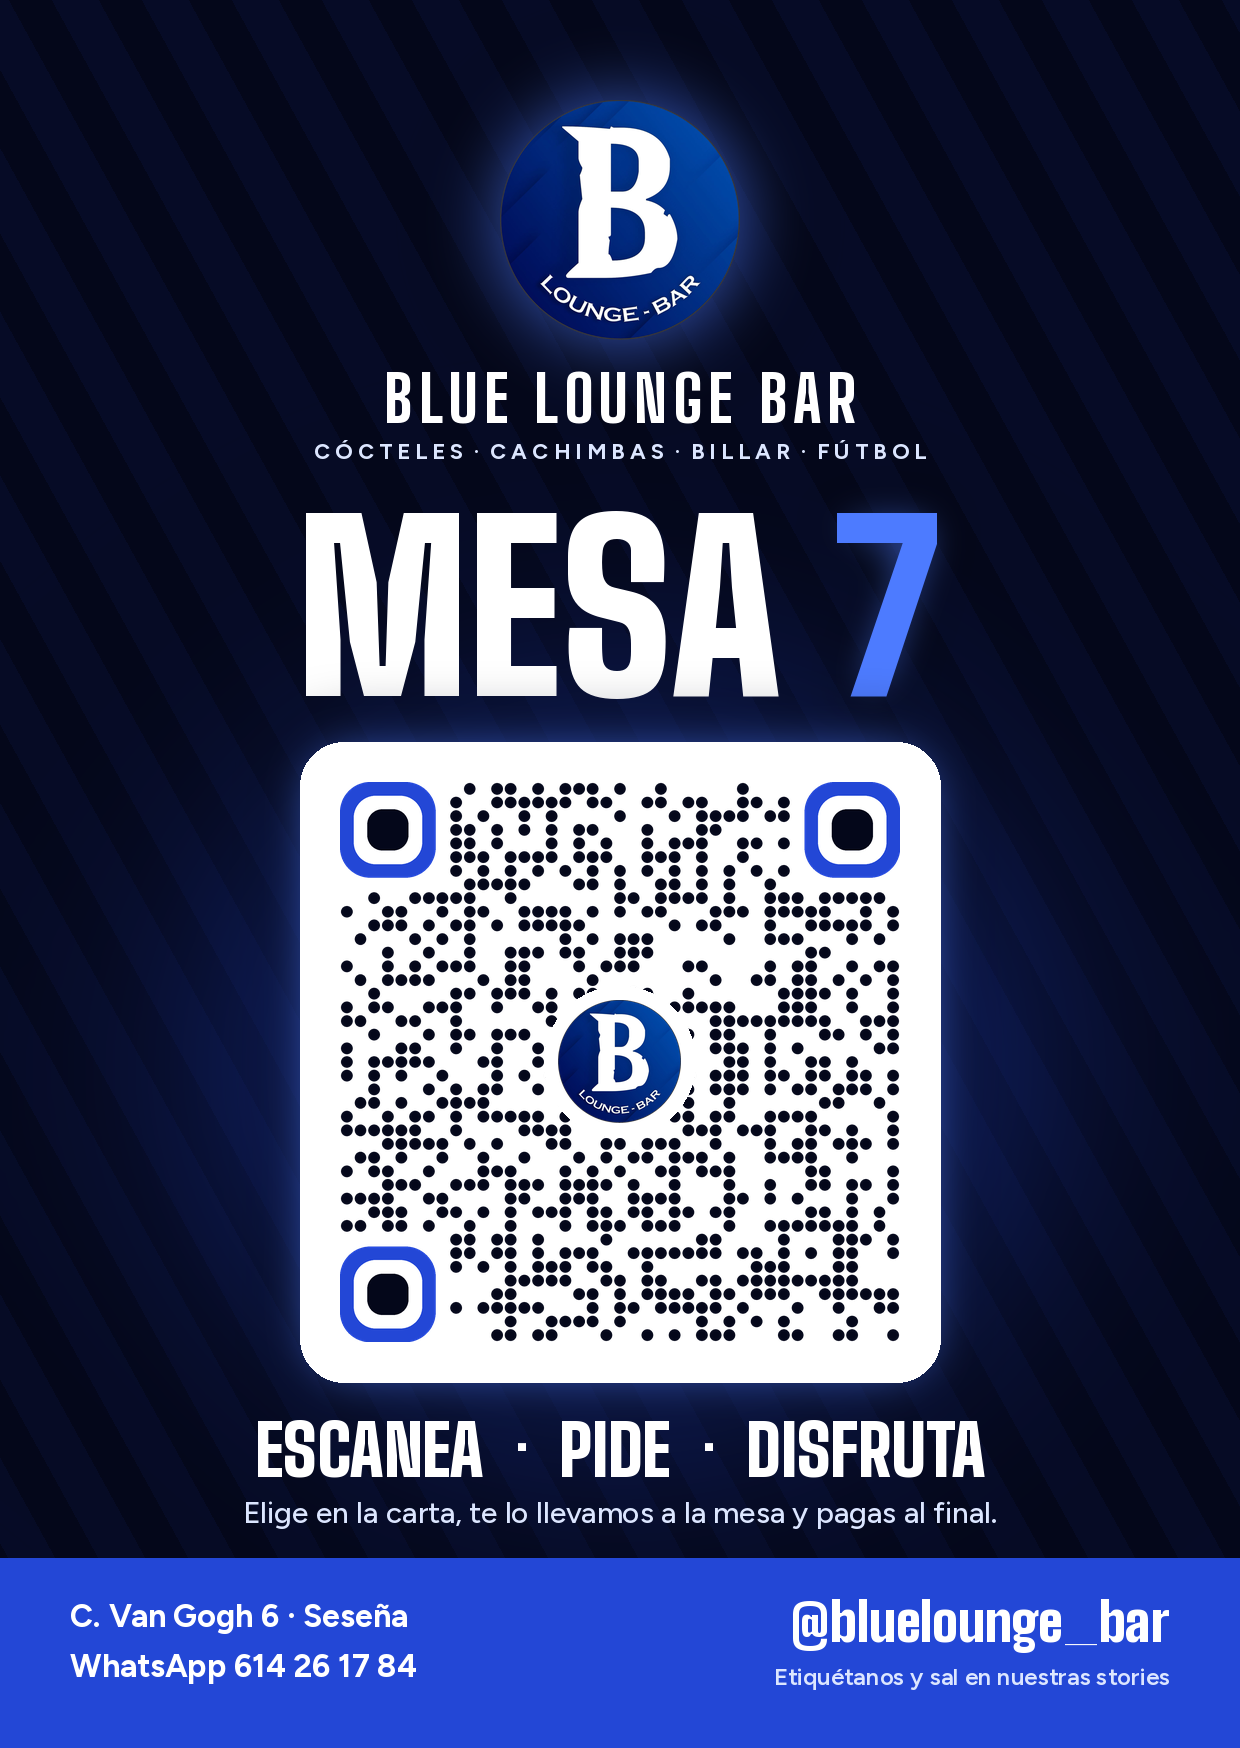 B
LOUNGE - BAR
BLUE LOUNGE BAR
CÓCTELES · CACHIMBAS · BILLAR · FÚTBOL
MESA 7
B
LOUNGE - BAR
ESCANEA · PIDE · DISFRUTA
Elige en la carta, te lo llevamos a la mesa y pagas al final.
C. Van Gogh 6 · Seseña
WhatsApp 614 26 17 84
@bluelounge_bar
Etiquétanos y sal en nuestras stories